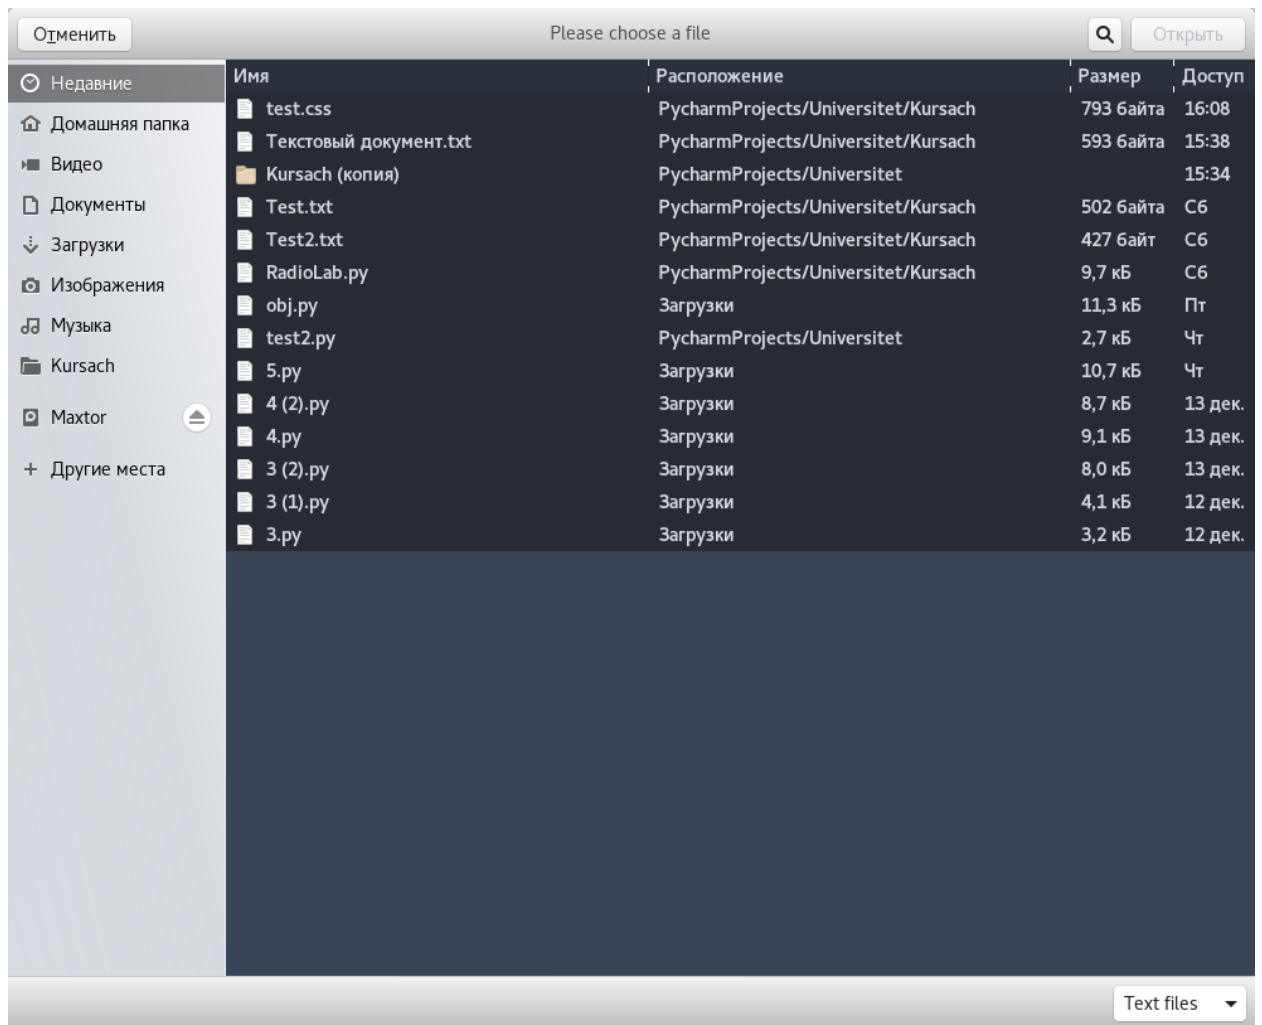 Отменить Please choose a file Открыть
Недавние
Домашняя папка
Видео
Документы
Загрузки
Изображения
Музыка
Kursach
Maxtor
Другие места
Имя Расположение Размер Доступ
test.css PycharmProjects/Universitet/Kursach 793 байта 16:08
Текстовый документ.txt PycharmProjects/Universitet/Kursach 593 байта 15:38
Kursach (копия) PycharmProjects/Universitet 15:34
Test.txt PycharmProjects/Universitet/Kursach 502 байта Сб
Test2.txt PycharmProjects/Universitet/Kursach 427 байт Сб
RadioLab.py PycharmProjects/Universitet/Kursach 9,7 кБ Сб
obj.py Загрузки 11,3 кБ Пт
test2.py PycharmProjects/Universitet 2,7 кБ Чт
5.py Загрузки 10,7 кБ Чт
4 (2).py Загрузки 8,7 кБ 13 дек.
4.py Загрузки 9,1 кБ 13 дек.
3 (2).py Загрузки 8,0 кБ 13 дек.
3 (1).py Загрузки 4,1 кБ 12 дек.
3.py Загрузки 3,2 кБ 12 дек.
Text files